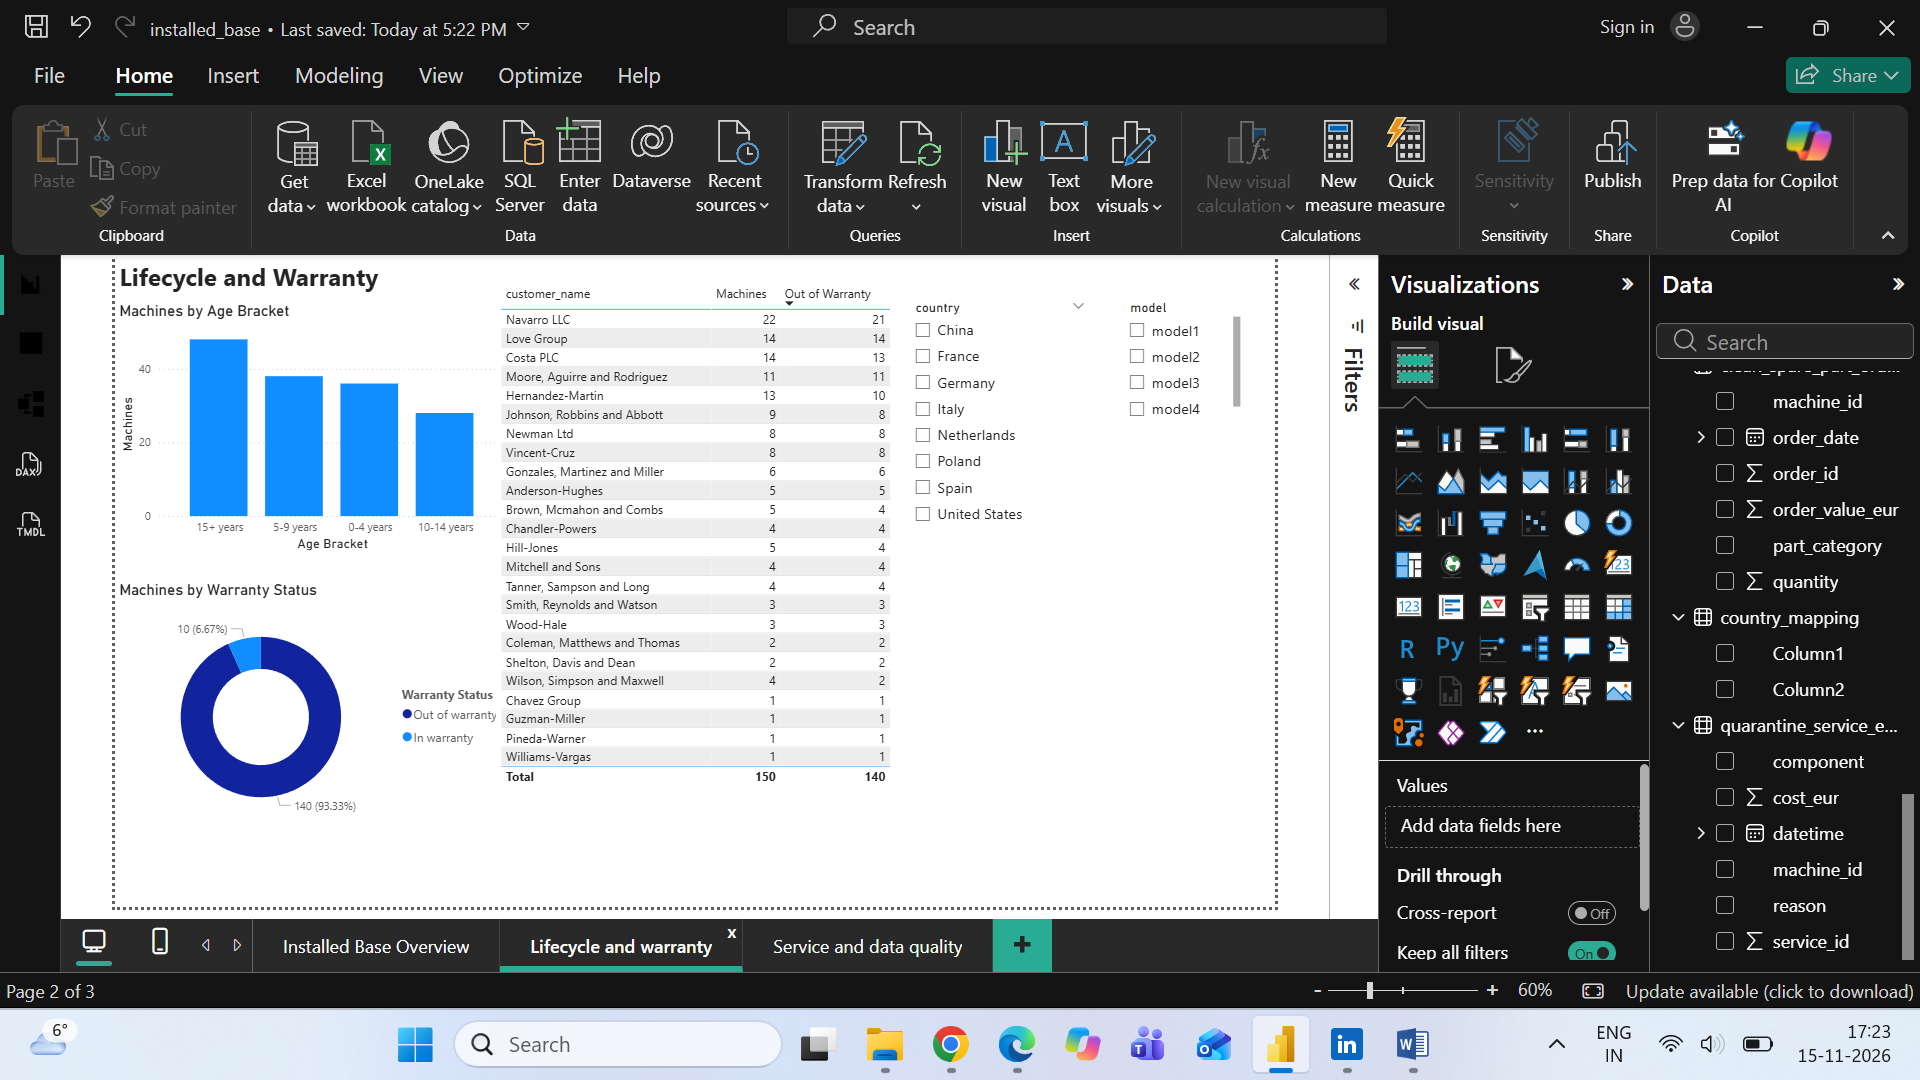 installed_base • Last saved: Today at 5:22 PM
Search
Sign in
File
Home
Insert
Modeling
View
Optimize
Help
Share
Paste
Cut
Copy
Format painter
Clipboard
Get data
Excel workbook
OneLake catalog
SQL Server
Enter data
Dataverse
Recent sources
Data
Transform data
Refresh
Queries
New visual
Text box
More visuals
Insert
New visual calculation
New measure
Quick measure
Calculations
Sensitivity
Sensitivity
Publish
Share
Prep data for AI
Copilot
Copilot
DAX
TMDL
Lifecycle and Warranty
Machines by Age Bracket
Machines
40
20
0
15+ years
5-9 years
0-4 years
10-14 years
Age Bracket
Machines by Warranty Status
10 (6.67%)
140 (93.33%)
Warranty Status
Out of warranty
In warranty
customer_name Machines Out of Warranty
Navarro LLC 22 21
Love Group 14 14
Costa PLC 14 13
Moore, Aguirre and Rodriguez 11 11
Hernandez-Martin 13 10
Johnson, Robbins and Abbott 9 8
Newman Ltd 8 8
Vincent-Cruz 8 8
Gonzales, Martinez and Miller 6 6
Anderson-Hughes 5 5
Brown, Mcmahon and Combs 5 4
Chandler-Powers 4 4
Hill-Jones 5 4
Mitchell and Sons 4 4
Tanner, Sampson and Long 4 4
Smith, Reynolds and Watson 3 3
Wood-Hale 3 3
Coleman, Matthews and Thomas 2 2
Shelton, Davis and Dean 2 2
Wilson, Simpson and Maxwell 4 2
Chavez Group 1 1
Guzman-Miller 1 1
Pineda-Warner 1 1
Williams-Vargas 1 1
Total 150 140
country
China
France
Germany
Italy
Netherlands
Poland
Spain
United States
model
model1
model2
model3
model4
Filters
Visualizations
Build visual
123
123
R
Py
Values
Add data fields here
Drill through
Cross-report
Off
Keep all filters
On
Data
Search
machine_id
order_date
order_id
order_value_eur
part_category
quantity
country_mapping
Column1
Column2
quarantine_service_e...
component
cost_eur
datetime
machine_id
reason
service_id
Installed Base Overview
Lifecycle and warranty
x
Service and data quality
+
Page 2 of 3
- + 60%
Update available (click to download)
6°
Search
ENG
IN
17:23
15-11-2026